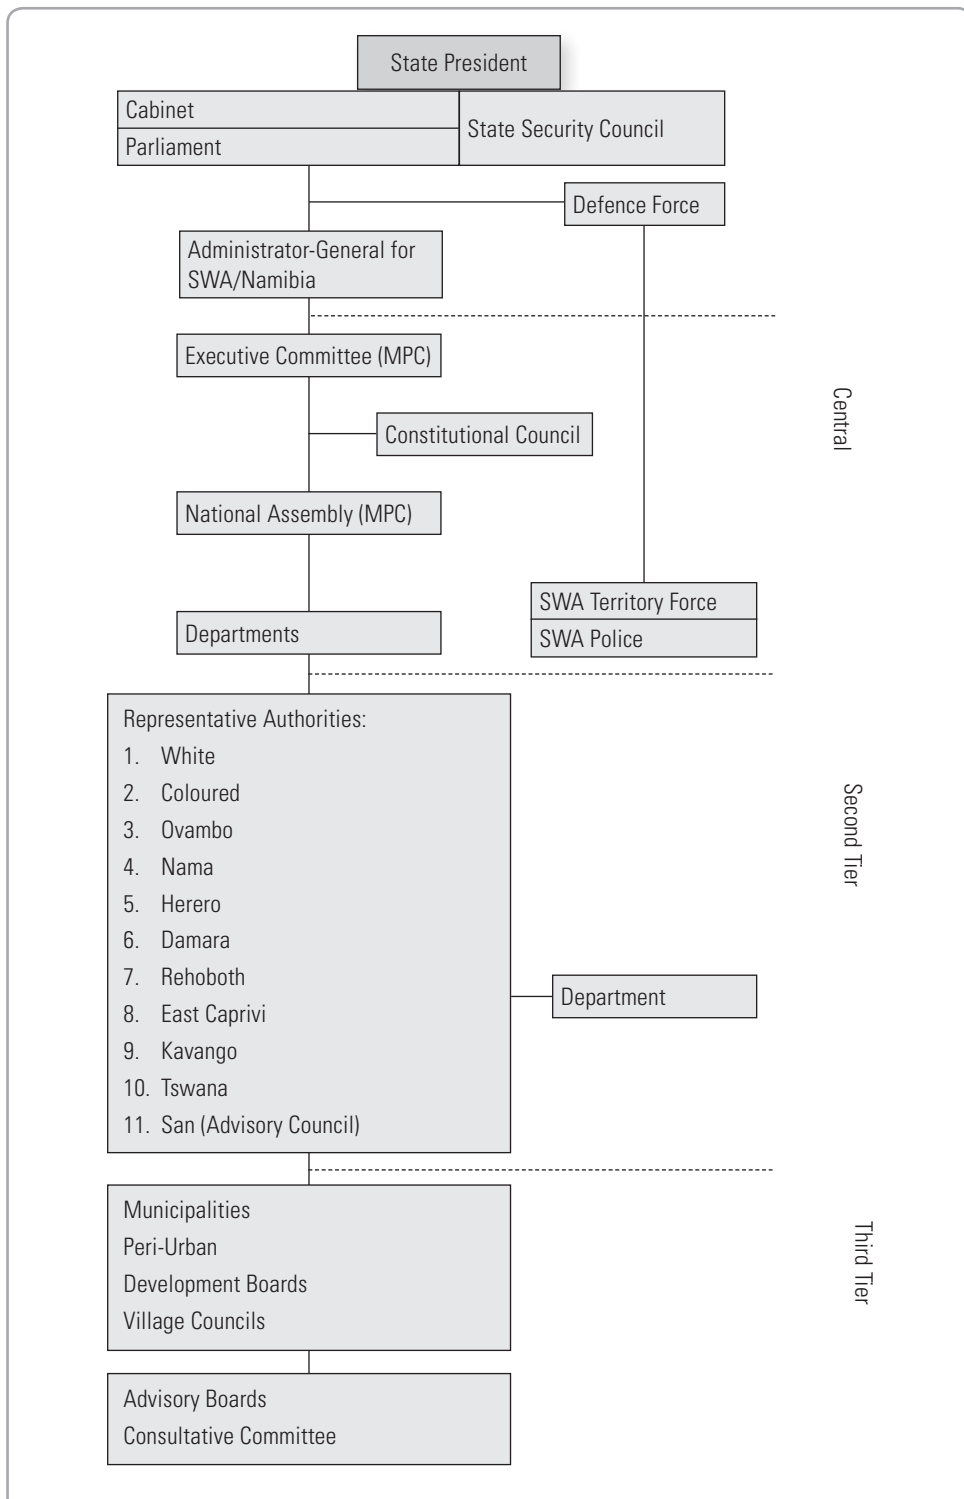 State President
Cabinet
Parliament
State Security Council
Defence Force
Administrator-General for
SWA/Namibia
Executive Committee (MPC)
Central
Constitutional Council
National Assembly (MPC)
SWA Territory Force
SWA Police
Departments
Representative Authorities:
1. White
2. Coloured
3. Ovambo
4. Nama
5. Herero
6. Damara
7. Rehoboth
8. East Caprivi
9. Kavango
10. Tswana
11. San (Advisory Council)
Second Tier
Department
Municipalities
Peri-Urban
Development Boards
Village Councils
Third Tier
Advisory Boards
Consultative Committee